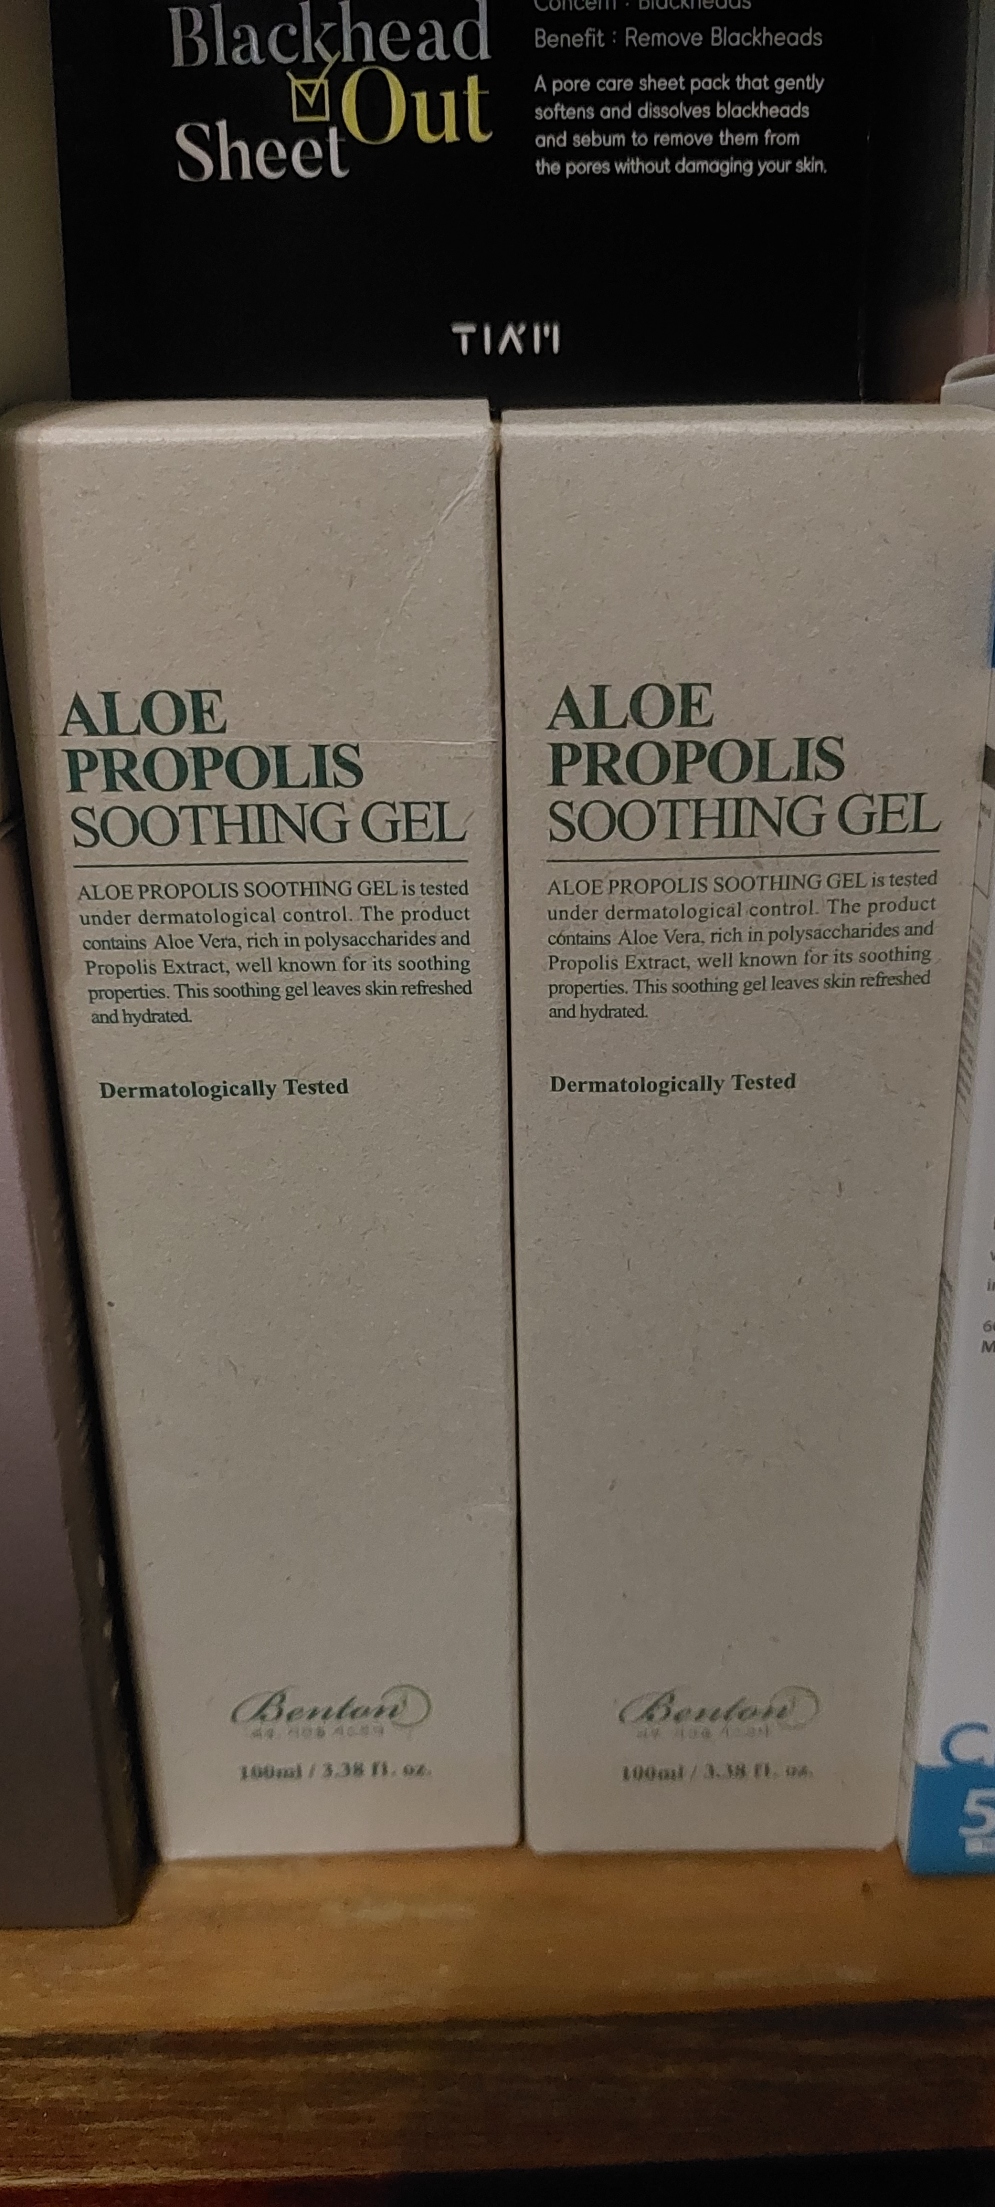 Blackhead
Out
Sheet
Benefit : Remove Blackheads
A pore care sheet pack that gently
softens and dissolves blackheads
and sebum to remove them from
the pores without damaging your skin.
TIA'M
ALOE
PROPOLIS
SOOTHING GEL
ALOE PROPOLIS SOOTHING GEL is tested
under dermatological control. The product
contains Aloe Vera, rich in polysaccharides and
Propolis Extract, well known for its soothing
properties. This soothing gel leaves skin refreshed
and hydrated.
Dermatologically Tested
Benton
100ml / 3.38 fl. oz.
ALOE
PROPOLIS
SOOTHING GEL
ALOE PROPOLIS SOOTHING GEL is tested
under dermatological control. The product
contains Aloe Vera, rich in polysaccharides and
Propolis Extract, well known for its soothing
properties. This soothing gel leaves skin refreshed
and hydrated.
Dermatologically Tested
Benton
100ml / 3.38 fl. oz.